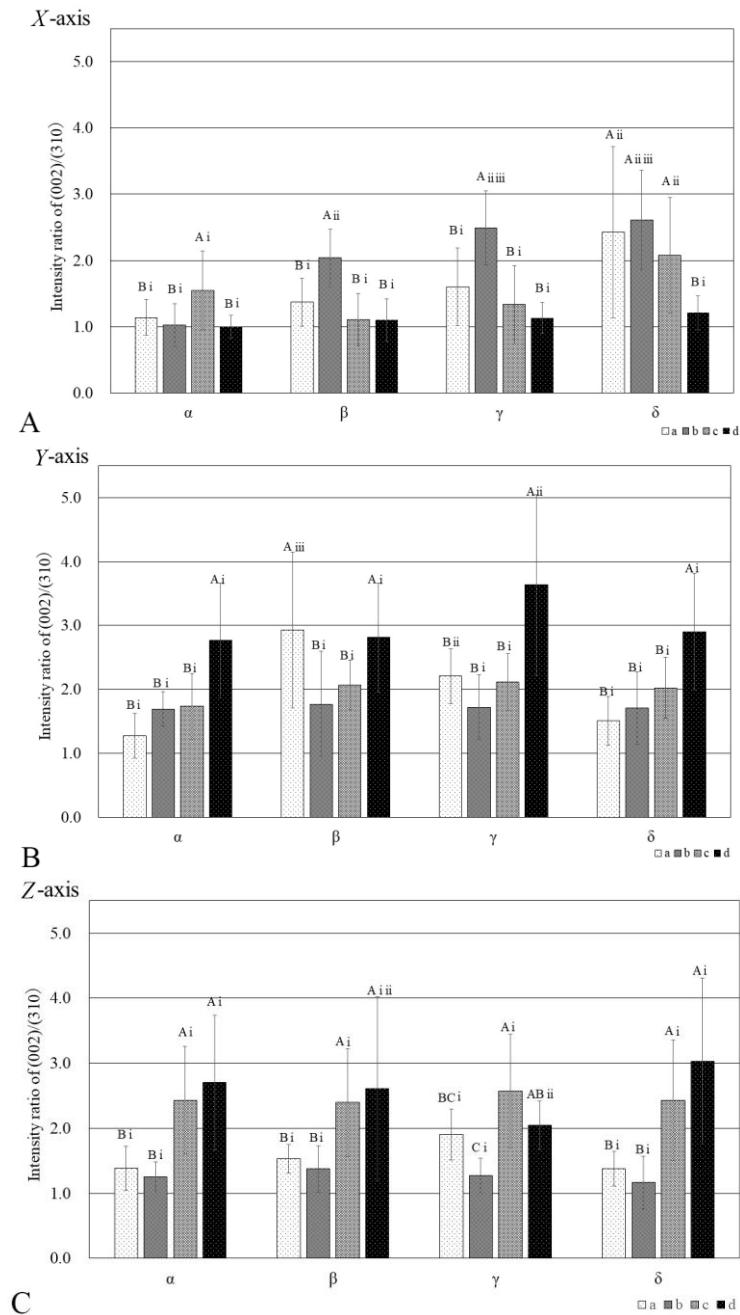 X-axis
5.0
4.0
3.0
2.0
1.0
0.0
Intensity ratio of (002)/(310)
B i B i A i B i
B i A ii B i B i
B i A ii iii B i B i
A ii A ii iii A ii B i
α β γ δ
A
a b c d
Y-axis
5.0
4.0
3.0
2.0
1.0
0.0
Intensity ratio of (002)/(310)
B i B i B i A i
A iii B i B i A i
B ii B i B i A ii
B i B i B i A i
α β γ δ
B
a b c d
Z-axis
5.0
4.0
3.0
2.0
1.0
0.0
Intensity ratio of (002)/(310)
B i B i A i A i
B i B i A i A i ii
BC i C i A i AB ii
B i B i A i A i
α β γ δ
C
a b c d